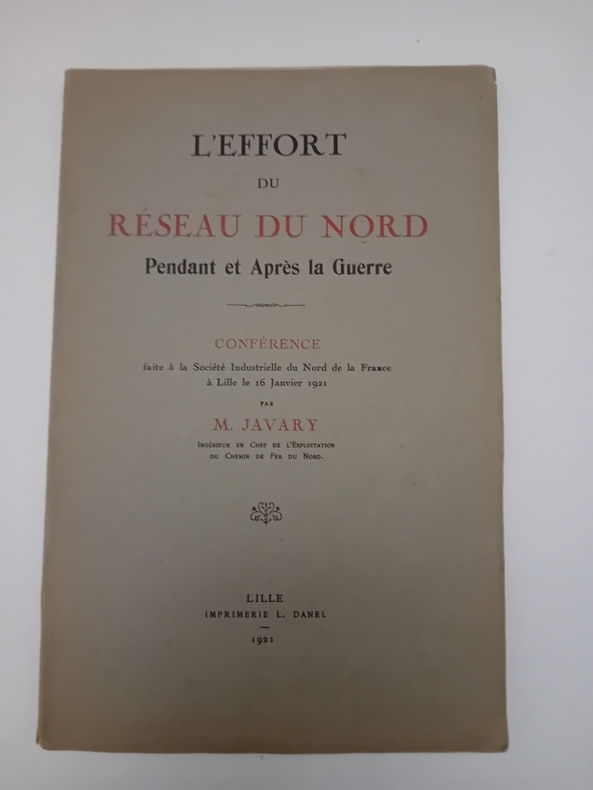 L'EFFORT
DU
RÉSEAU DU NORD
Pendant et Après la Guerre
CONFÉRENCE
faite à la Société Industrielle du Nord de la France
à Lille le 16 Janvier 1921
PAR
M. JAVARY
INGÉNIEUR EN CHEF DE L'EXPLOITATION
DU CHEMIN DE FER DU NORD.
LILLE
IMPRIMERIE L. DANEL
1921